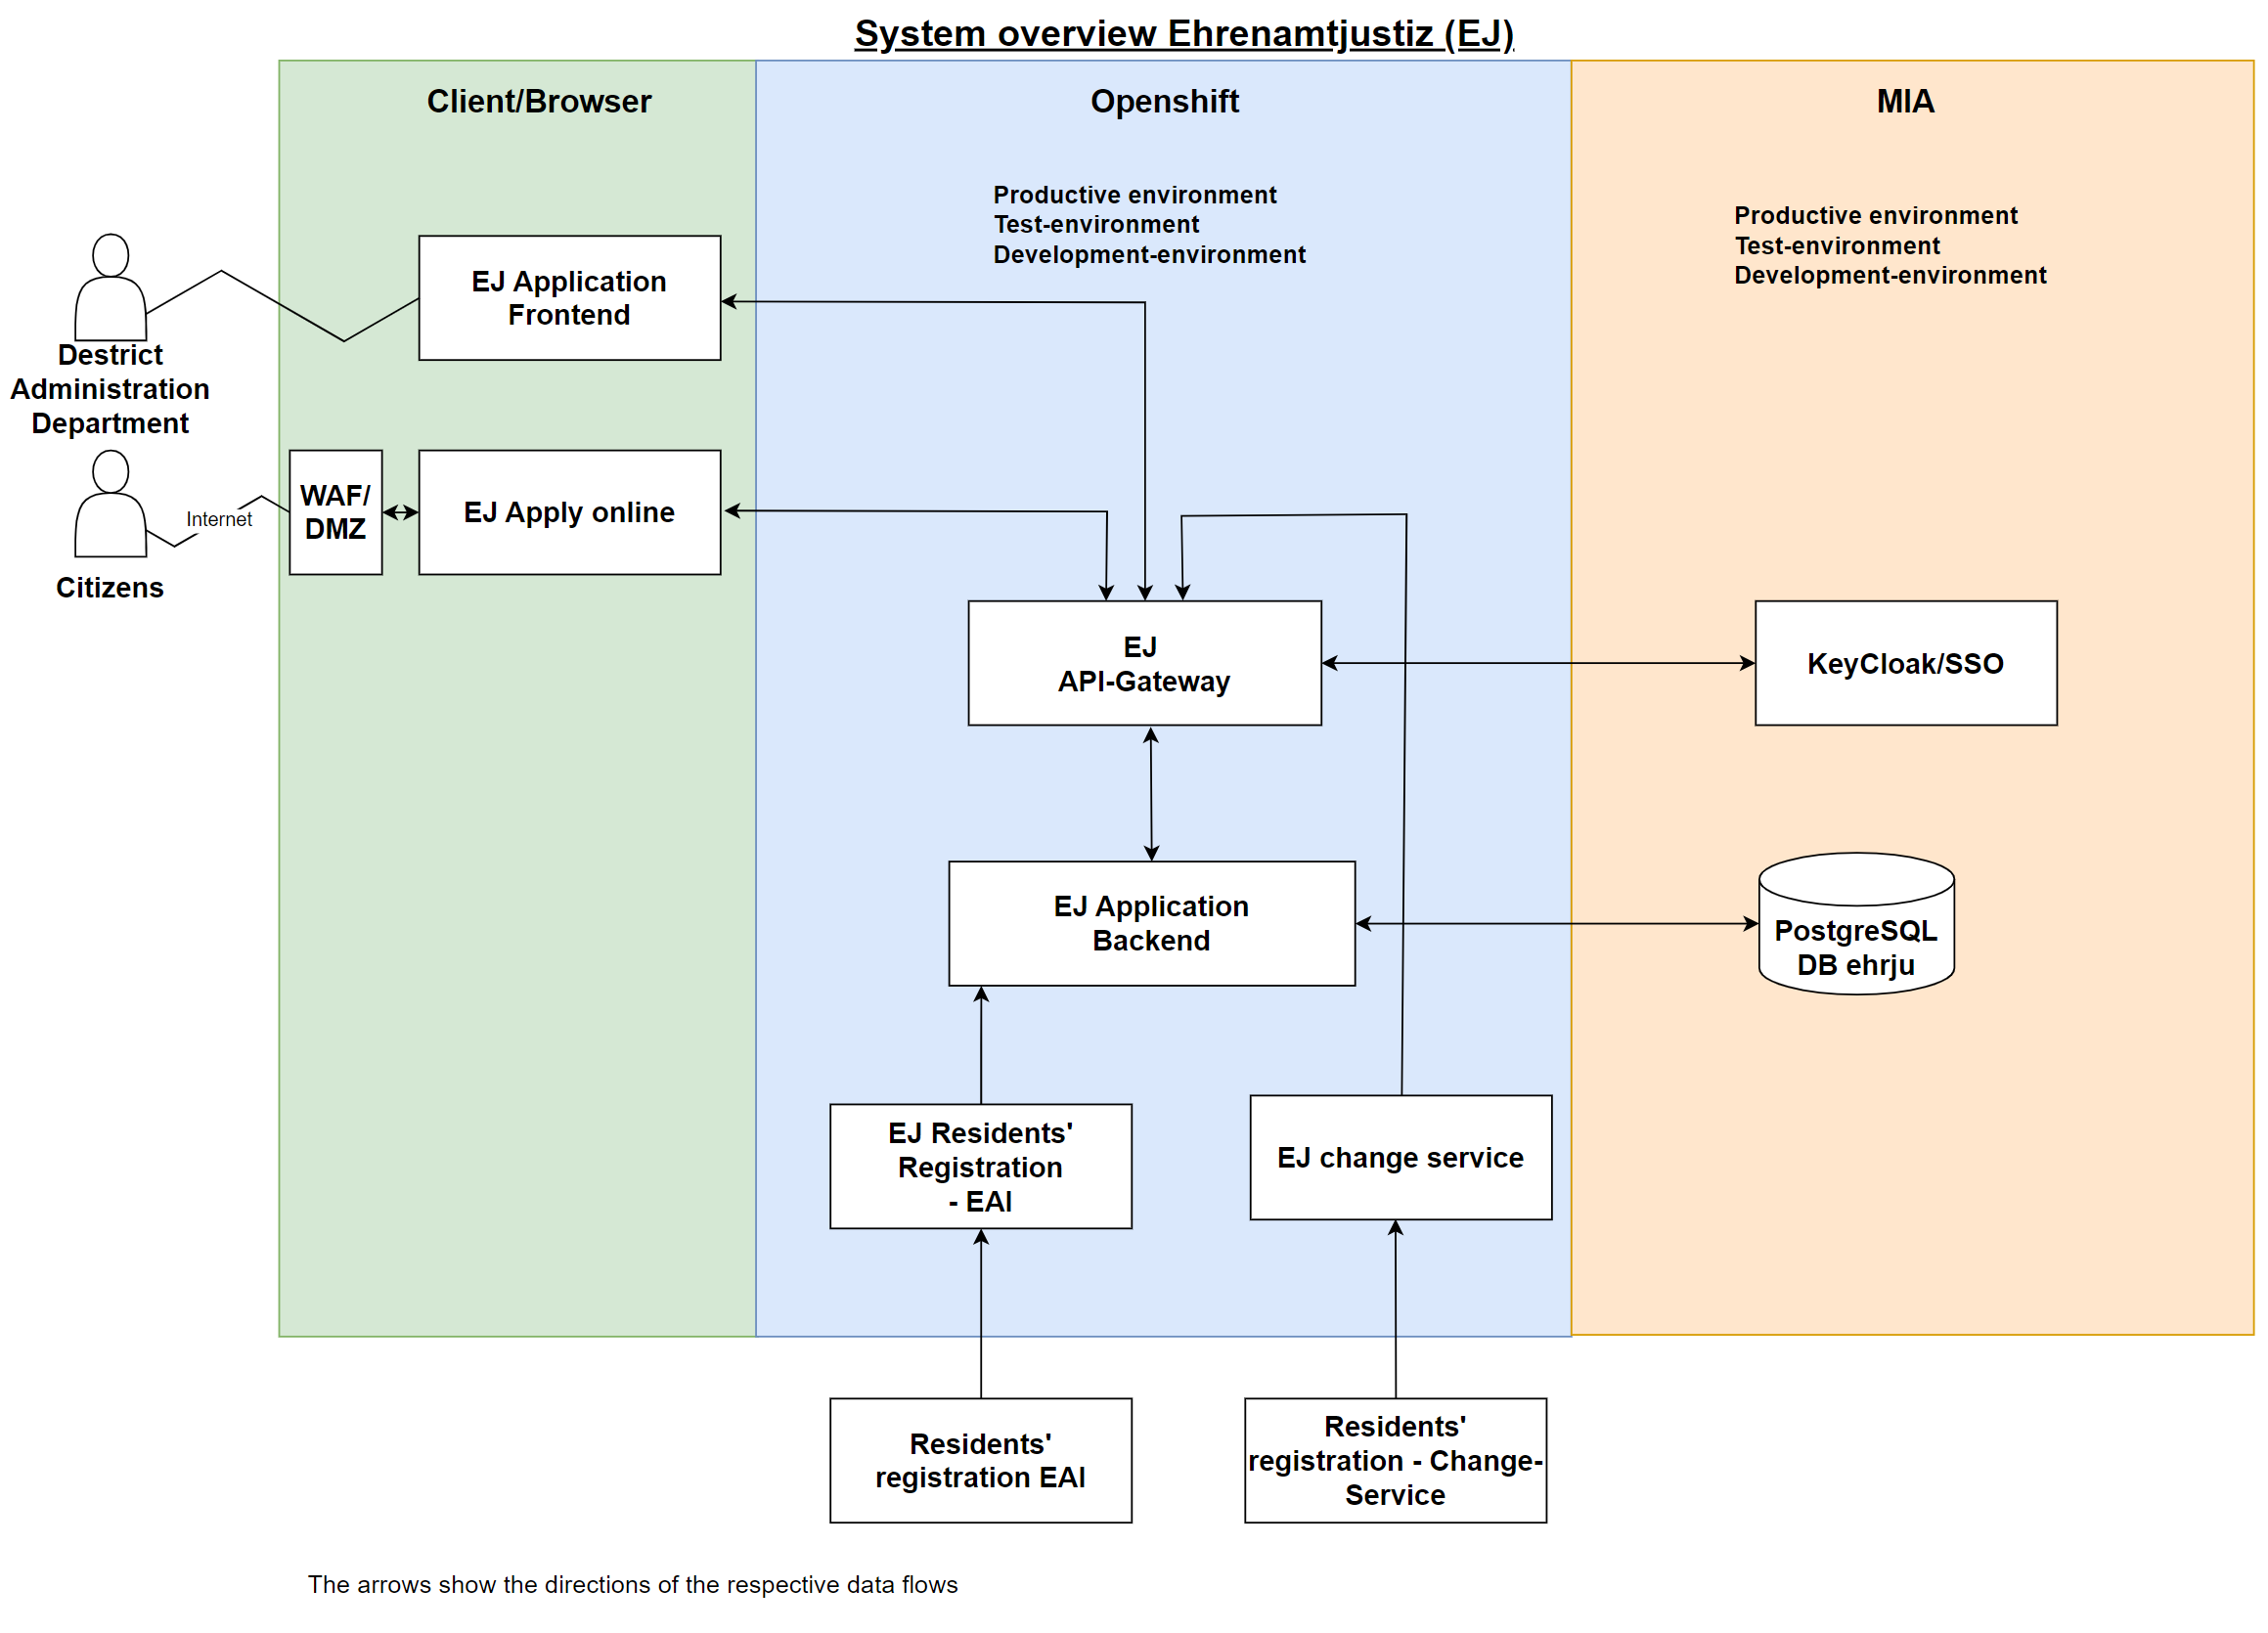 System overview Ehrenamtjustiz (EJ)
Client/Browser
Openshift
MIA
Productive environment
Test-environment
Development-environment
Productive environment
Test-environment
Development-environment
EJ Application
Frontend
Destrict
Administration
Department
WAF/
DMZ
EJ Apply online
Internet
Citizens
EJ
API-Gateway
KeyCloak/SSO
EJ Application
Backend
PostgreSQL
DB ehrju
EJ Residents'
Registration
- EAI
EJ change service
Residents'
registration EAI
Residents'
registration - Change-
Service
The arrows show the directions of the respective data flows